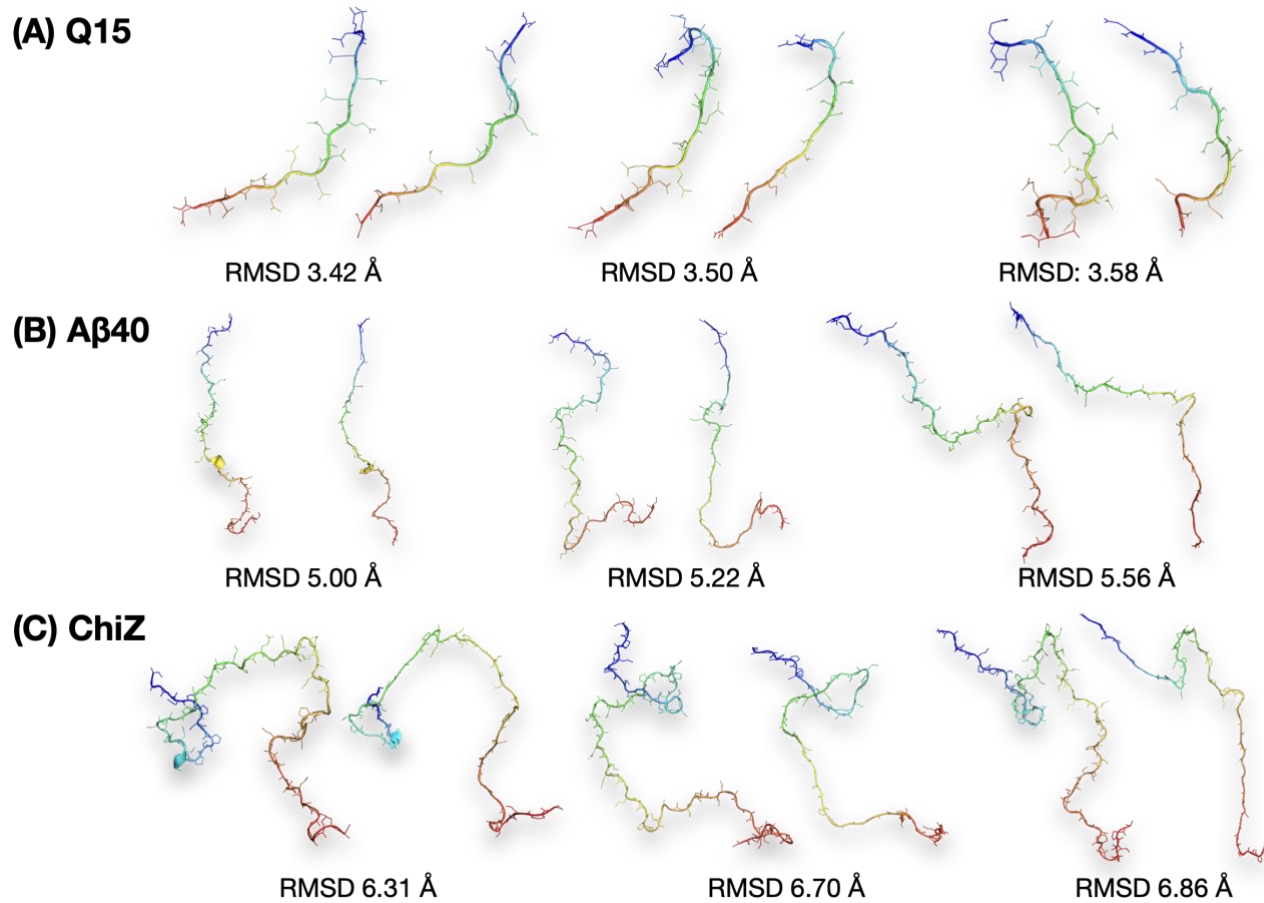 (A) Q15
RMSD 3.42 Å
RMSD 3.50 Å
RMSD: 3.58 Å
(B) Aβ40
RMSD 5.00 Å
RMSD 5.22 Å
RMSD 5.56 Å
(C) ChiZ
RMSD 6.31 Å
RMSD 6.70 Å
RMSD 6.86 Å